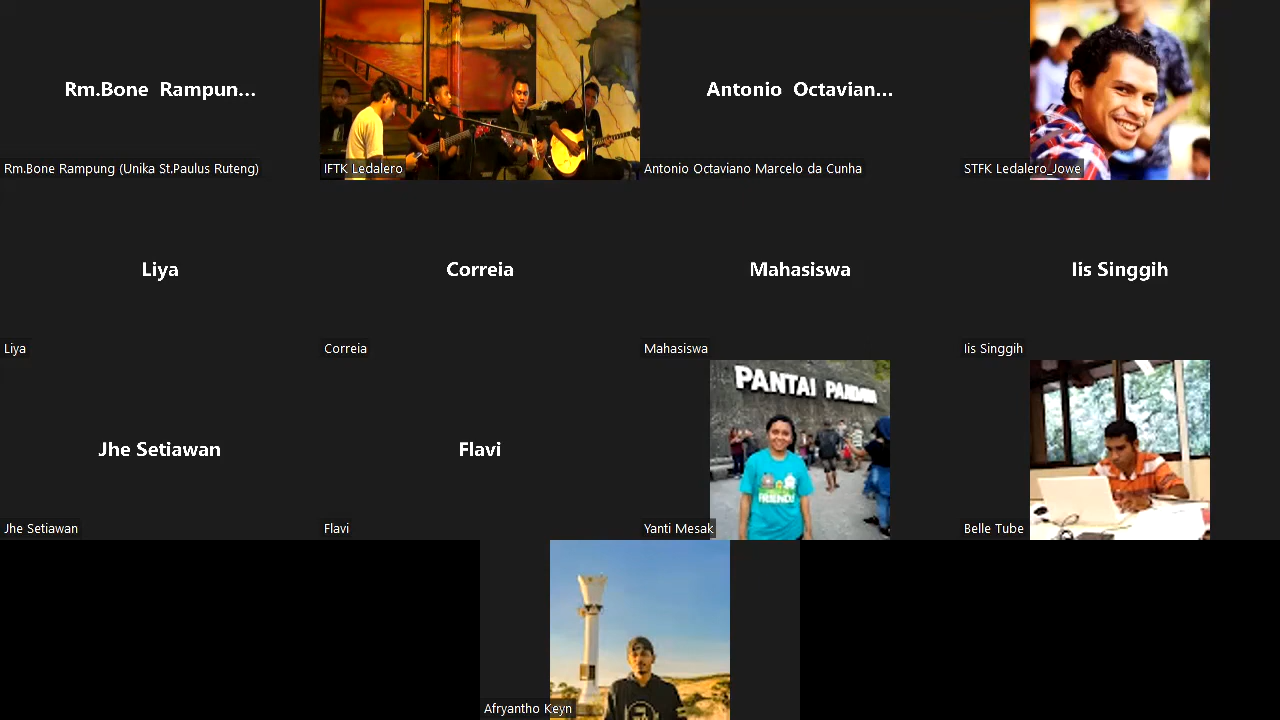 Rm.Bone Rampun...
Rm.Bone Rampung (Unika St.Paulus Ruteng)
IFTK Ledalero
Antonio Octavian...
Antonio Octaviano Marcelo da Cunha
STFK Ledalero_Jowe
Liya
Liya
Correia
Correia
Mahasiswa
Mahasiswa
Iis Singgih
Iis Singgih
Jhe Setiawan
Jhe Setiawan
Flavi
Flavi
PANTAI PANDAWA
FRIENDS
Yanti Mesak
Belle Tube
Afryantho Keyn